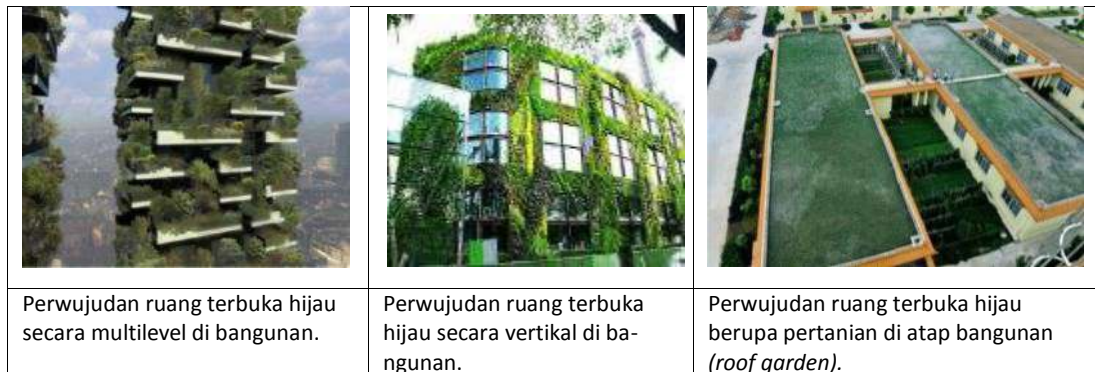 Perwujudan ruang terbuka hijau
secara multilevel di bangunan.
Perwujudan ruang terbuka
hijau secara vertikal di ba-
ngunan.
Perwujudan ruang terbuka hijau
berupa pertanian di atap bangunan
(roof garden).